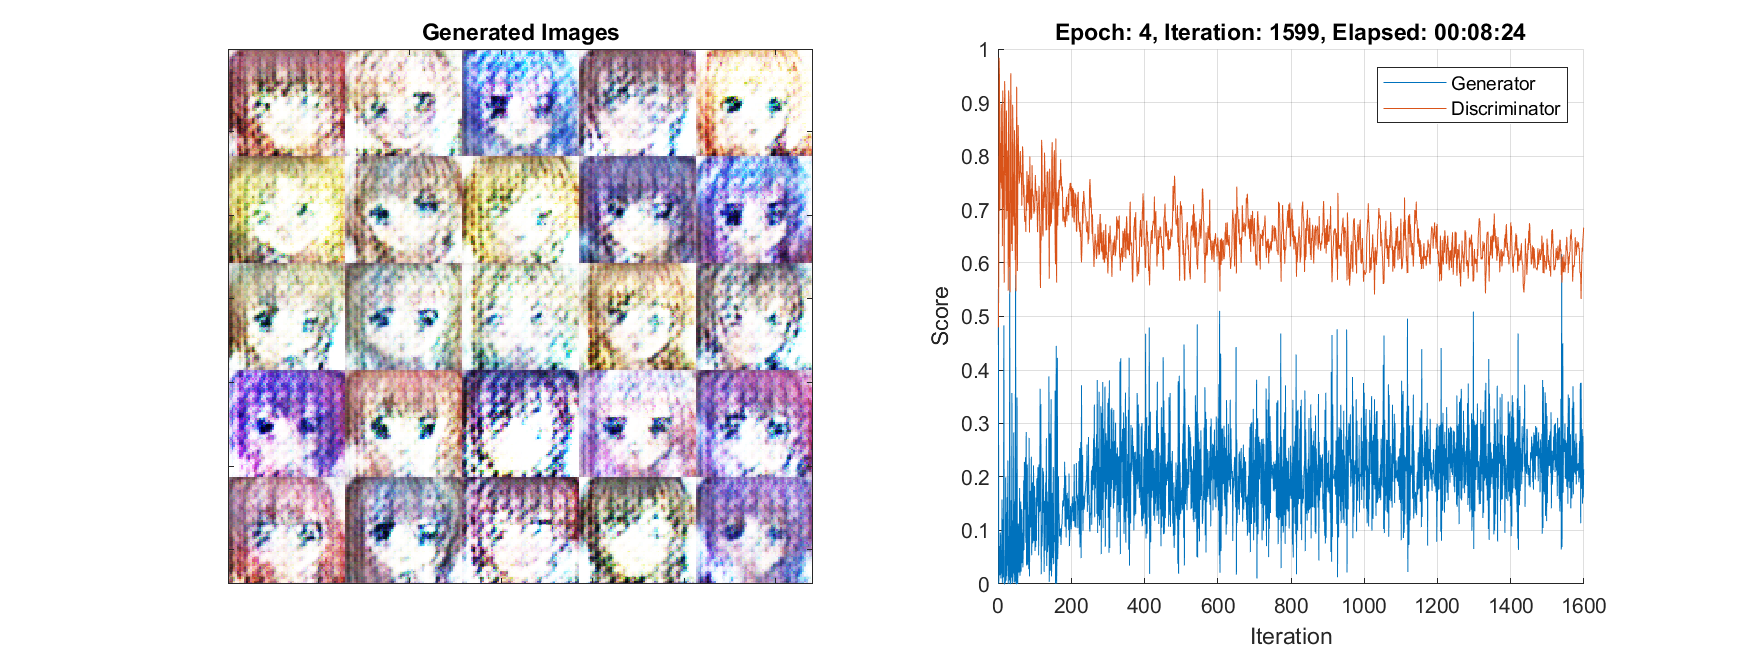 Generated Images
Epoch: 4, Iteration: 1599, Elapsed: 00:08:24
Generator
Discriminator
1
0.9
0.8
0.7
0.6
0.5
0.4
0.3
0.2
0.1
0
Score
0 200 400 600 800 1000 1200 1400 1600
Iteration